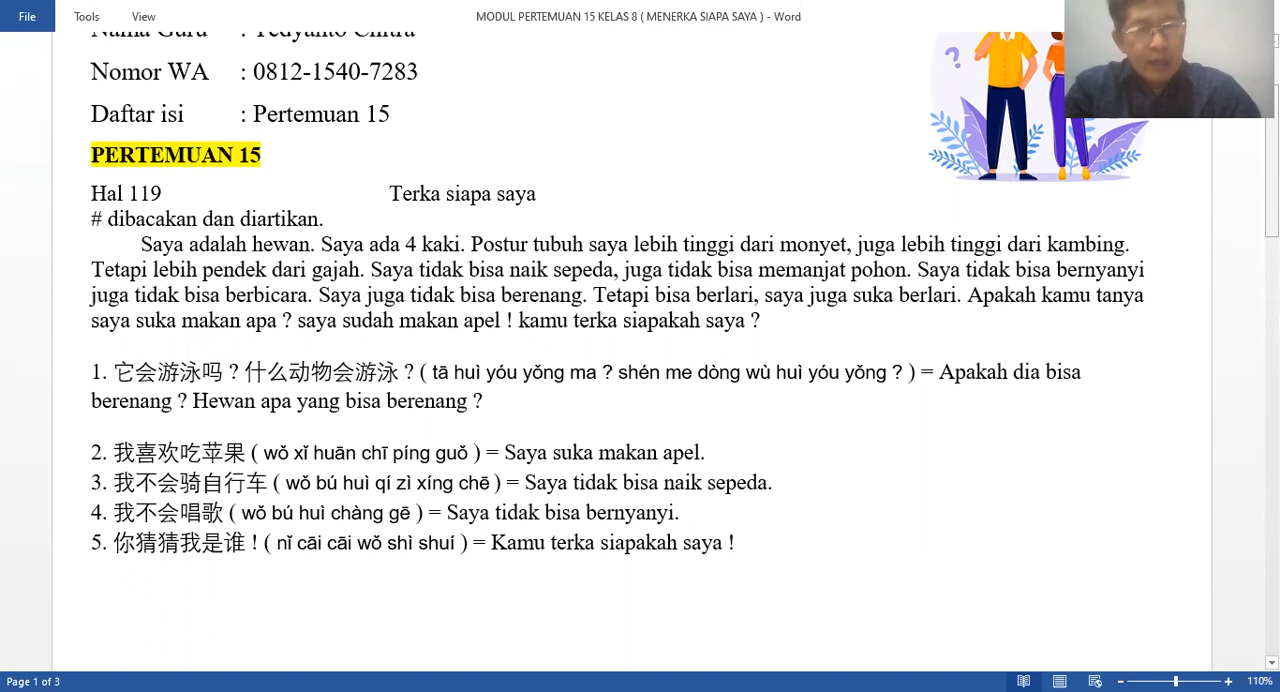 File Tools View MODUL PERTEMUAN 15 KELAS 8 ( MENERKA SIAPA SAYA ) - Word
Nama Guru : Tedyanto Chitra
Nomor WA : 0812-1540-7283
Daftar isi : Pertemuan 15
PERTEMUAN 15
Hal 119 Terka siapa saya
# dibacakan dan diartikan.
Saya adalah hewan. Saya ada 4 kaki. Postur tubuh saya lebih tinggi dari monyet, juga lebih tinggi dari kambing.
Tetapi lebih pendek dari gajah. Saya tidak bisa naik sepeda, juga tidak bisa memanjat pohon. Saya tidak bisa bernyanyi
juga tidak bisa berbicara. Saya juga tidak bisa berenang. Tetapi bisa berlari, saya juga suka berlari. Apakah kamu tanya
saya suka makan apa ? saya sudah makan apel ! kamu terka siapakah saya ?
1. 它会游泳吗？什么动物会游泳？( tā huì yóu yǒng ma ? shén me dòng wù huì yóu yǒng ? ) = Apakah dia bisa
berenang ? Hewan apa yang bisa berenang ?
2. 我喜欢吃苹果 ( wǒ xǐ huān chī píng guǒ ) = Saya suka makan apel.
3. 我不会骑自行车 ( wǒ bú huì qí zì xíng chē ) = Saya tidak bisa naik sepeda.
4. 我不会唱歌 ( wǒ bú huì chàng gē ) = Saya tidak bisa bernyanyi.
5. 你猜猜我是谁 ! ( nǐ cāi cāi wǒ shì shuí ) = Kamu terka siapakah saya !
Page 1 of 3 110%